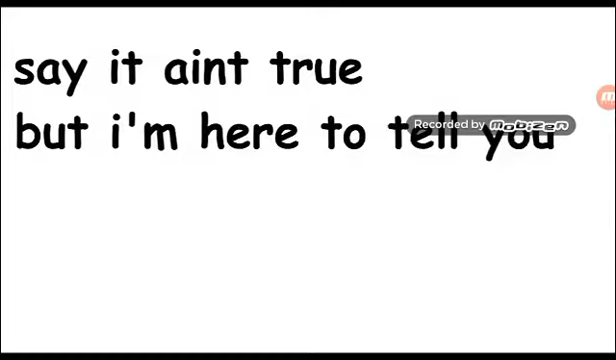 say it aint true
but i'm here to tell you
Recorded by mobizen